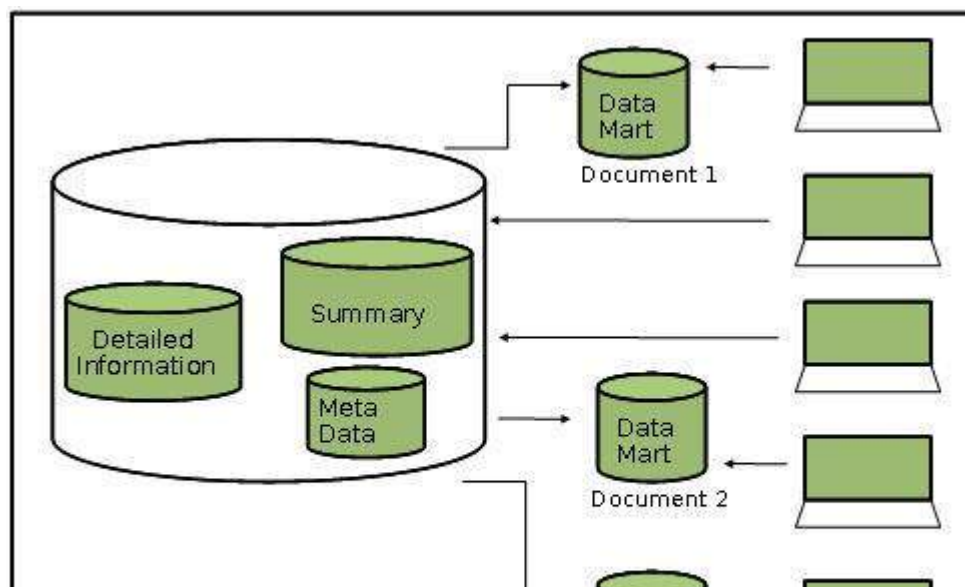 Data
Mart
Document 1
Summary
Detailed
Information
Meta
Data
Data
Mart
Document 2